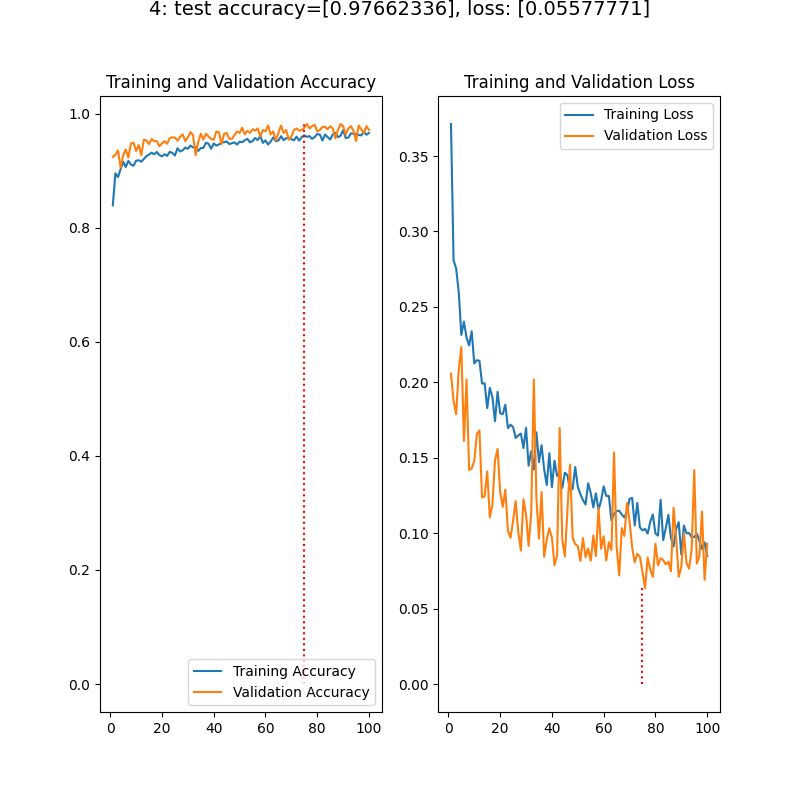 4: test accuracy=[0.97662336], loss: [0.05577771]
Training and Validation Accuracy
1.0
0.8
0.6
0.4
0.2
0.0
Training Accuracy
Validation Accuracy
0 20 40 60 80 100
Training and Validation Loss
Training Loss
Validation Loss
0.35
0.30
0.25
0.20
0.15
0.10
0.05
0.00
0 20 40 60 80 100